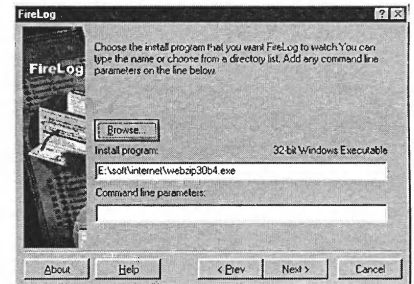 FireLog
Choose the install program that you want FireLog to watch. You can
type the name or choose from a directory list. Add any command line
parameters on the line below.
FireLog
Browse...
Install program: 32-bit Windows Executable
E:\soft\internet\webzip30b4.exe
Command line parameters:
About Help < Prev Next > Cancel